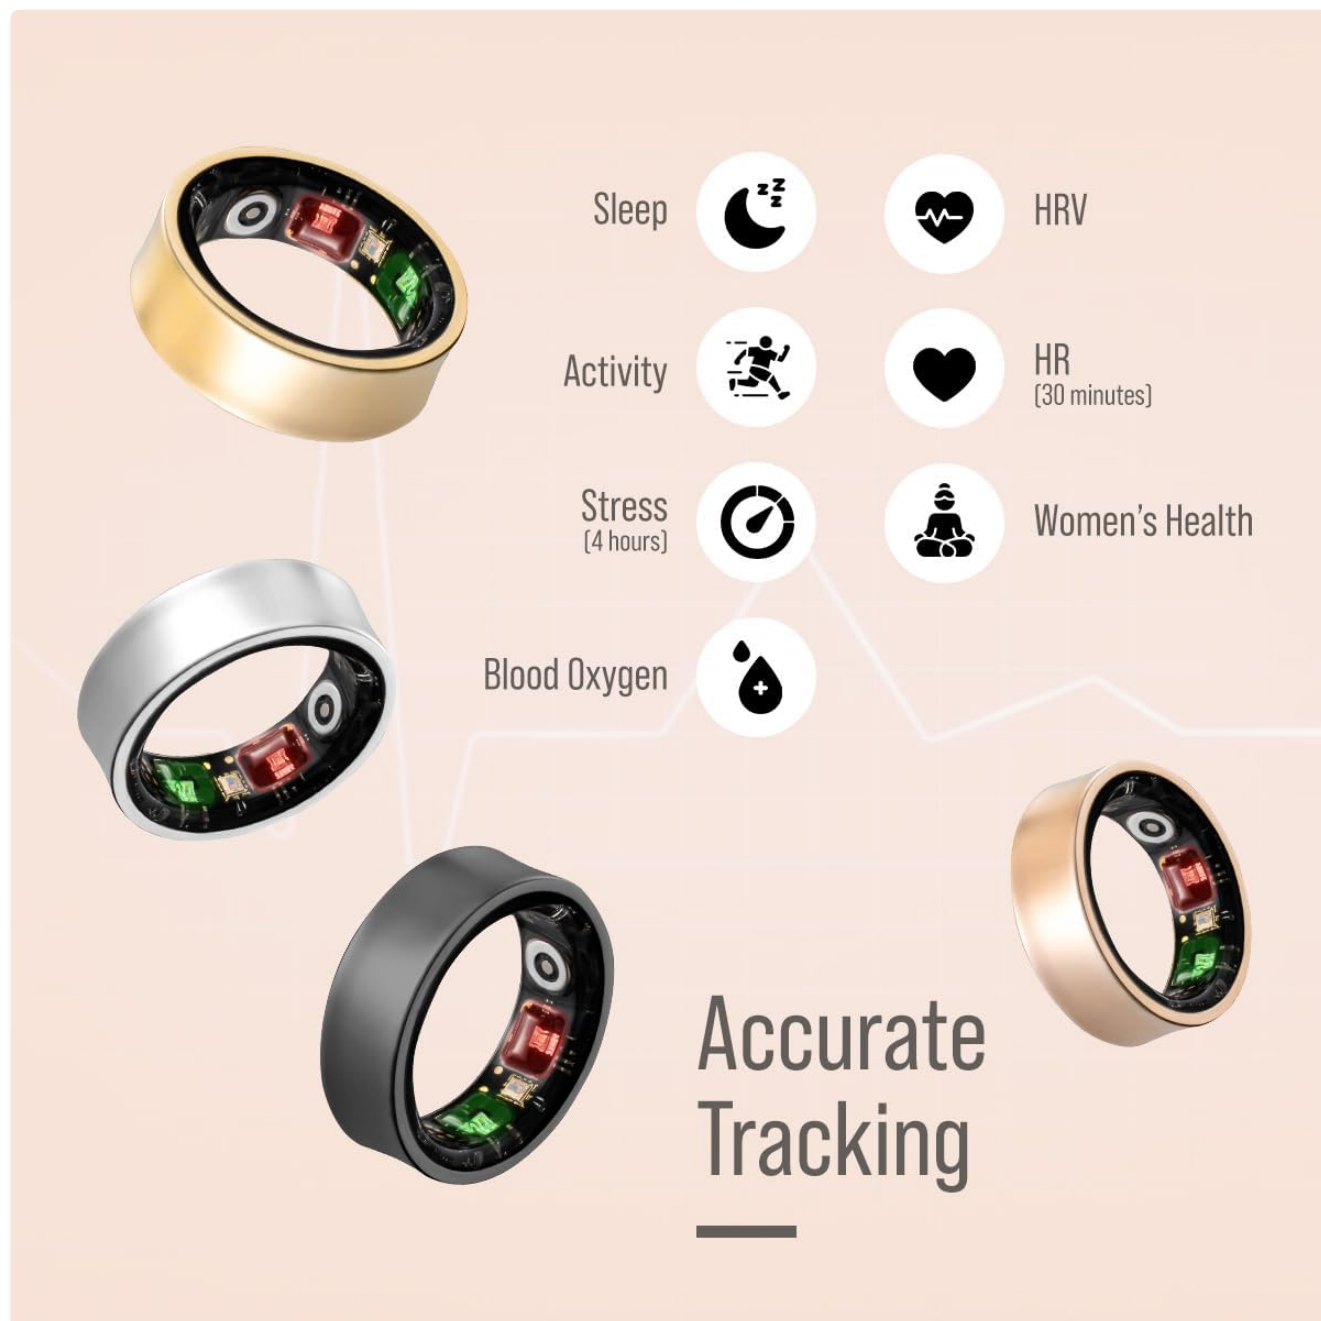 Sleep
HRV
Activity
HR
(30 minutes)
Stress
(4 hours)
Women's Health
Blood Oxygen
Accurate
Tracking